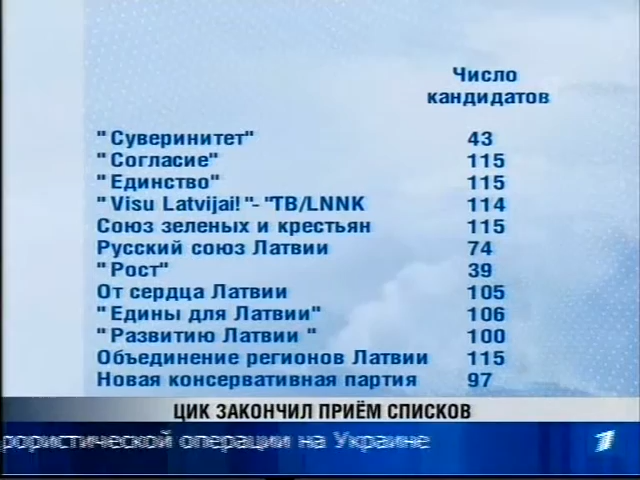 Число
кандидатов
"Суверинитет" 43
"Согласие" 115
"Единство" 115
"Visu Latvijai!"- "TB/LNNK 114
Союз зеленых и крестьян 115
Русский союз Латвии 74
"Рост" 39
От сердца Латвии 105
"Едины для Латвии" 106
"Развитию Латвии " 100
Объединение регионов Латвии 115
Новая консервативная партия 97
ЦИК ЗАКОНЧИЛ ПРИЁМ СПИСКОВ
рористической операции на Украине
1